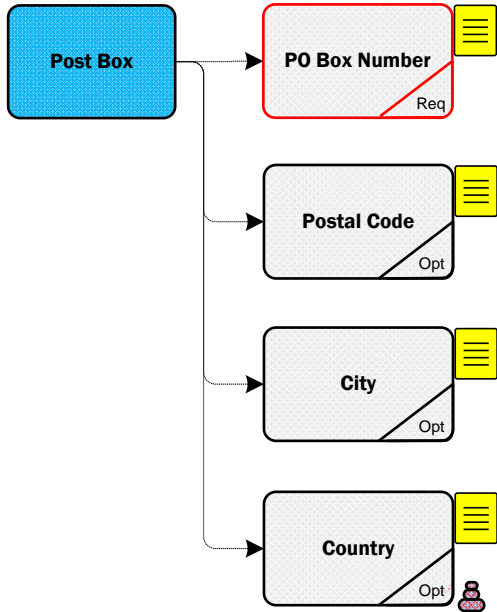 Post Box
PO Box Number
Req
Postal Code
Opt
City
Opt
Country
Opt